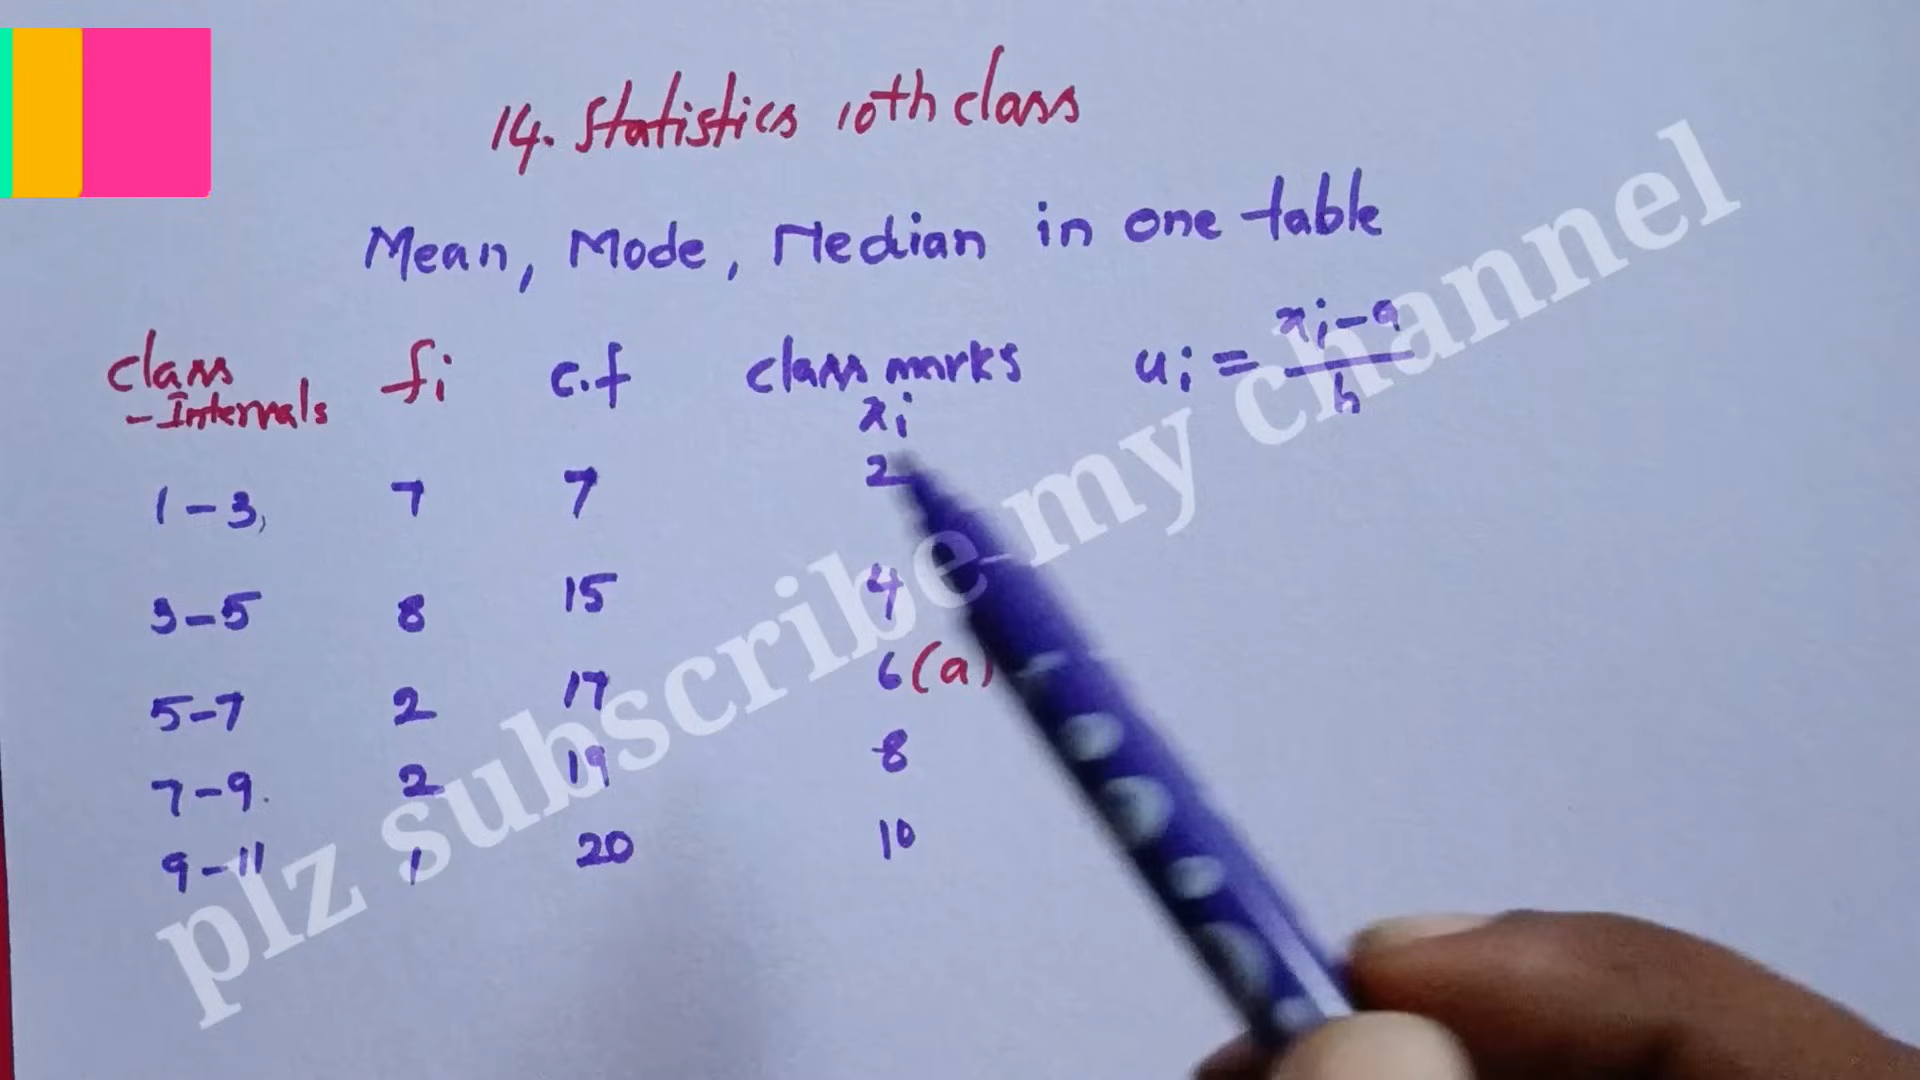 14. Statistics 10th class
Mean, Mode, Median in one table
class - Intervals fi c.f class marks xi ui = xi-a / h
1-3, 7 7 2
3-5 8 15 4
5-7 2 17 6(a)
7-9. 2 19 8
9-11 1 20 10
plz subscribe my channel